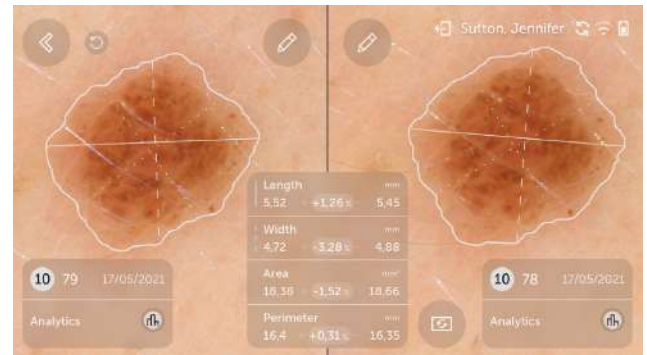 Sutton, Jennifer
Length mm
5,52 +1,26 % 5,45
Width mm
4,72 -3,28 % 4,88
Area mm²
18,38 -1,52 % 18,66
Perimeter mm
16,4 +0,31 % 16,35
10 79 17/05/2021
Analytics
10 78 17/05/2021
Analytics